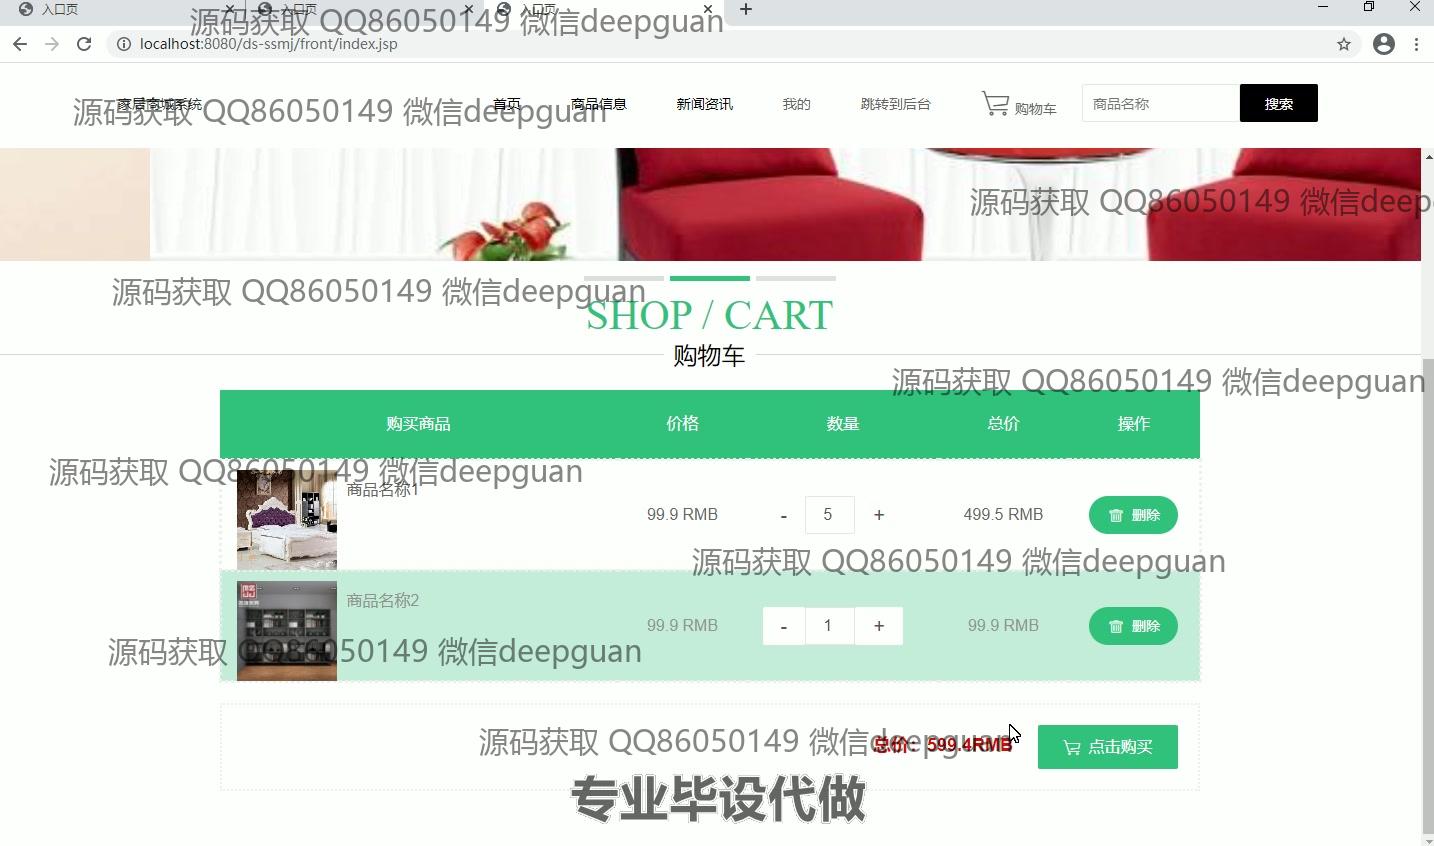 入口页 入口页 入口页
源码获取 QQ86050149 微信deepguan
localhost:8080/ds-ssmj/front/index.jsp
家居商城系统 首页 商品信息 新闻资讯 我的 跳转到后台 购物车 商品名称 搜索
源码获取 QQ86050149 微信deepguan
源码获取 QQ86050149 微信deep
源码获取 QQ86050149 微信deepguan
SHOP / CART
购物车
源码获取 QQ86050149 微信deepguan
购买商品 价格 数量 总价 操作
源码获取 QQ86050149 微信deepguan
商品名称1
99.9 RMB - 5 + 499.5 RMB 删除
源码获取 QQ86050149 微信deepguan
商品名称2
99.9 RMB - 1 + 99.9 RMB 删除
源码获取 QQ86050149 微信deepguan
源码获取 QQ86050149 微信deepguan
总价：599.4RMB 点击购买
专业毕设代做